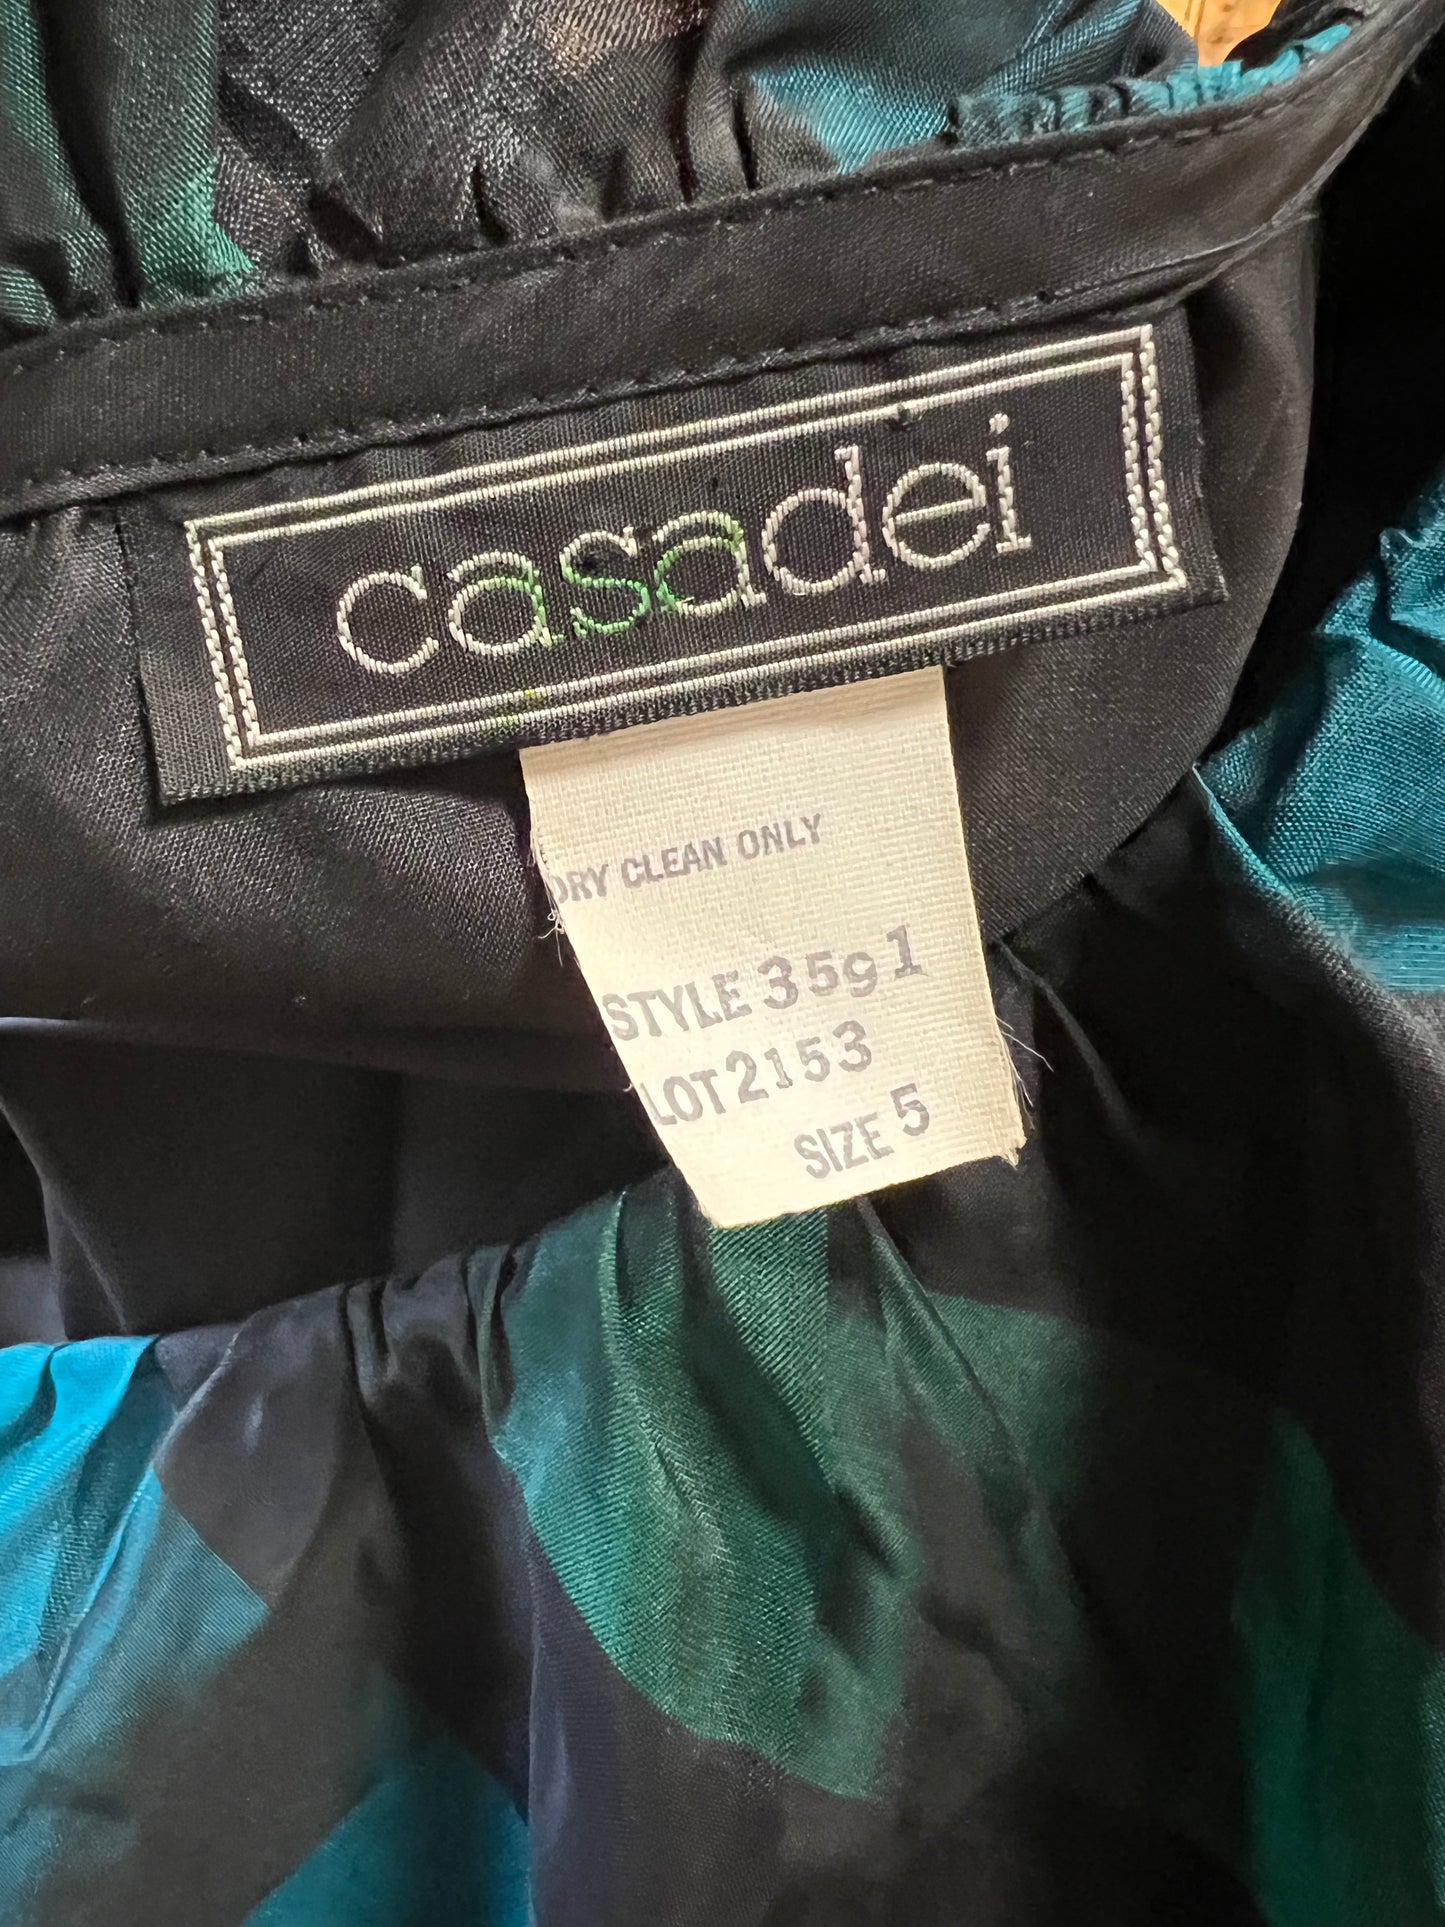 casadei
DRY CLEAN ONLY
STYLE 3591
LOT 2153
SIZE 5